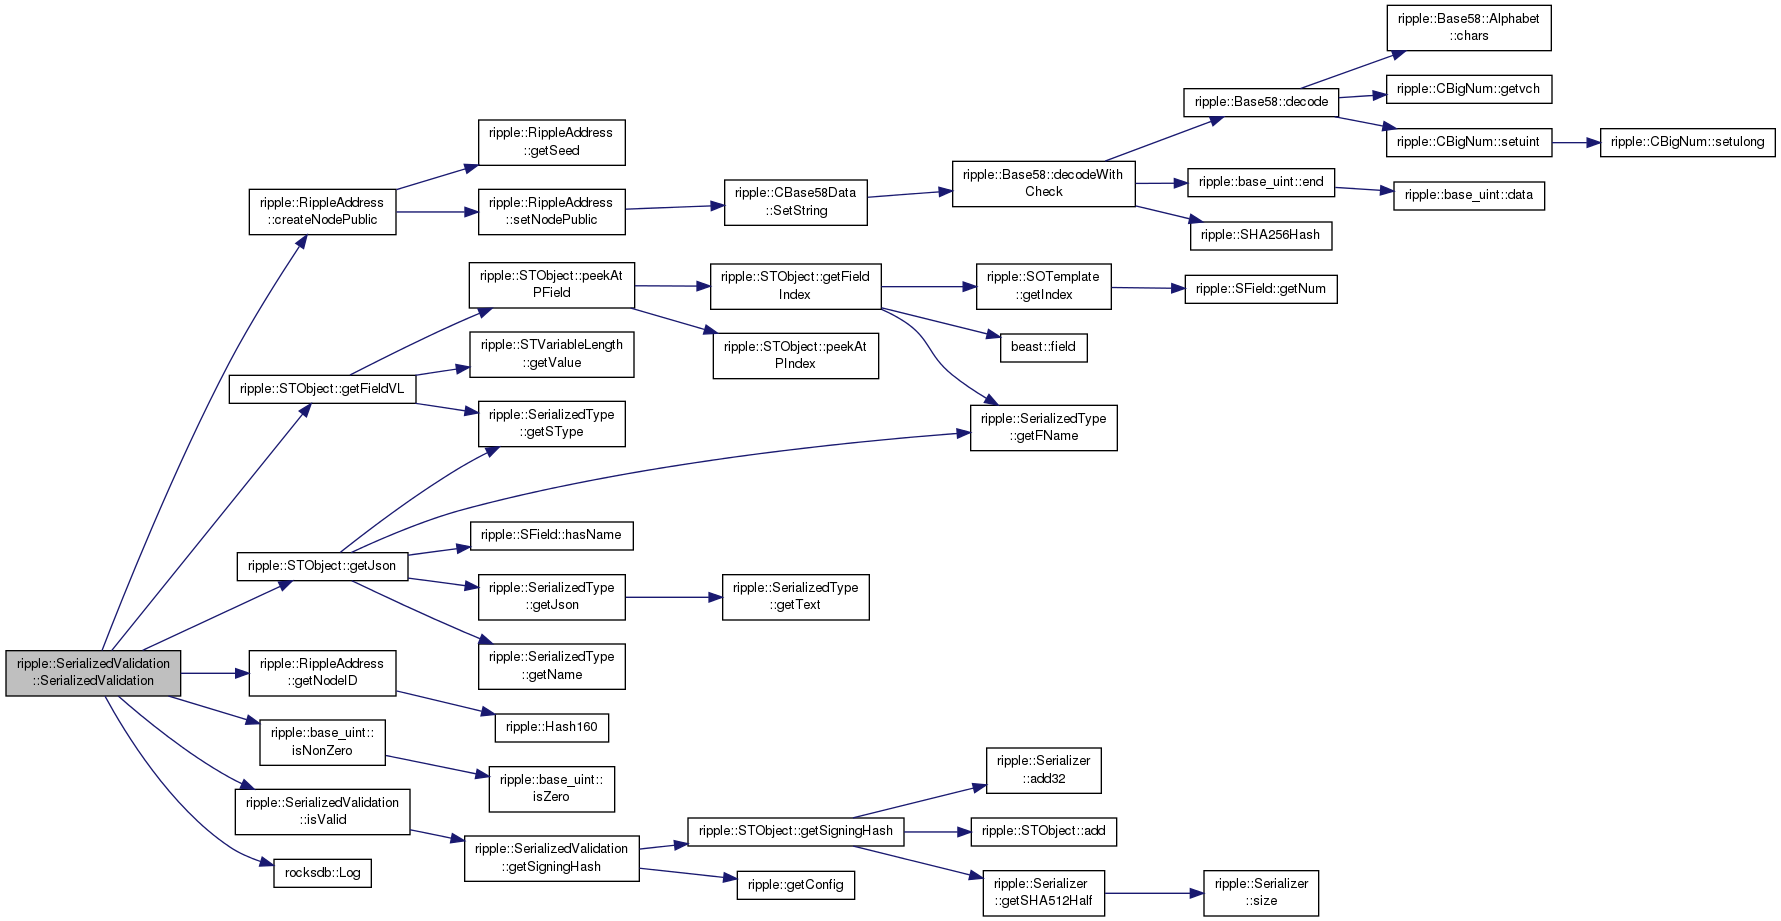 ripple::SerializedValidation
::SerializedValidation
ripple::RippleAddress
::createNodePublic
ripple::RippleAddress
::getSeed
ripple::RippleAddress
::setNodePublic
ripple::CBase58Data
::SetString
ripple::Base58::decodeWith
Check
ripple::Base58::decode
ripple::Base58::Alphabet
::chars
ripple::CBigNum::getvch
ripple::CBigNum::setuint
ripple::CBigNum::setulong
ripple::base_uint::end
ripple::base_uint::data
ripple::SHA256Hash
ripple::STObject::getFieldVL
ripple::STObject::peekAt
PField
ripple::STObject::getField
Index
ripple::SOTemplate
::getIndex
ripple::SField::getNum
beast::field
ripple::SerializedType
::getFName
ripple::STObject::peekAt
PIndex
ripple::STVariableLength
::getValue
ripple::SerializedType
::getSType
ripple::STObject::getJson
ripple::SField::hasName
ripple::SerializedType
::getJson
ripple::SerializedType
::getText
ripple::SerializedType
::getName
ripple::RippleAddress
::getNodeID
ripple::Hash160
ripple::base_uint::
isNonZero
ripple::base_uint::
isZero
ripple::SerializedValidation
::isValid
ripple::SerializedValidation
::getSigningHash
ripple::STObject::getSigningHash
ripple::Serializer
::add32
ripple::STObject::add
ripple::Serializer
::getSHA512Half
ripple::Serializer
::size
ripple::getConfig
rocksdb::Log